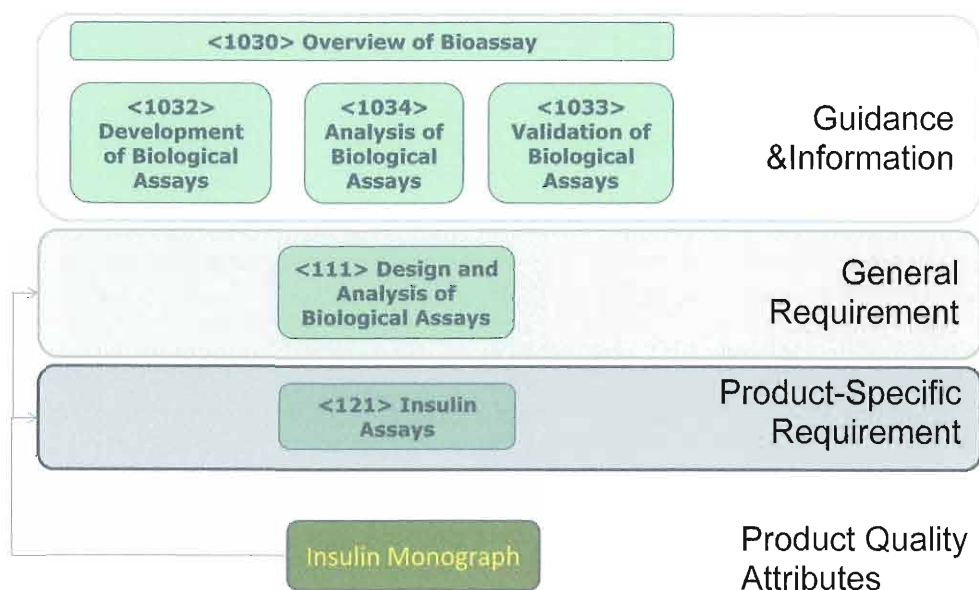 <1030> Overview of Bioassay
<1032>
Development
of Biological
Assays
<1034>
Analysis of
Biological
Assays
<1033>
Validation of
Biological
Assays
Guidance
&Information
<111> Design and
Analysis of
Biological Assays
General
Requirement
<121> Insulin
Assays
Product-Specific
Requirement
Insulin Monograph
Product Quality
Attributes